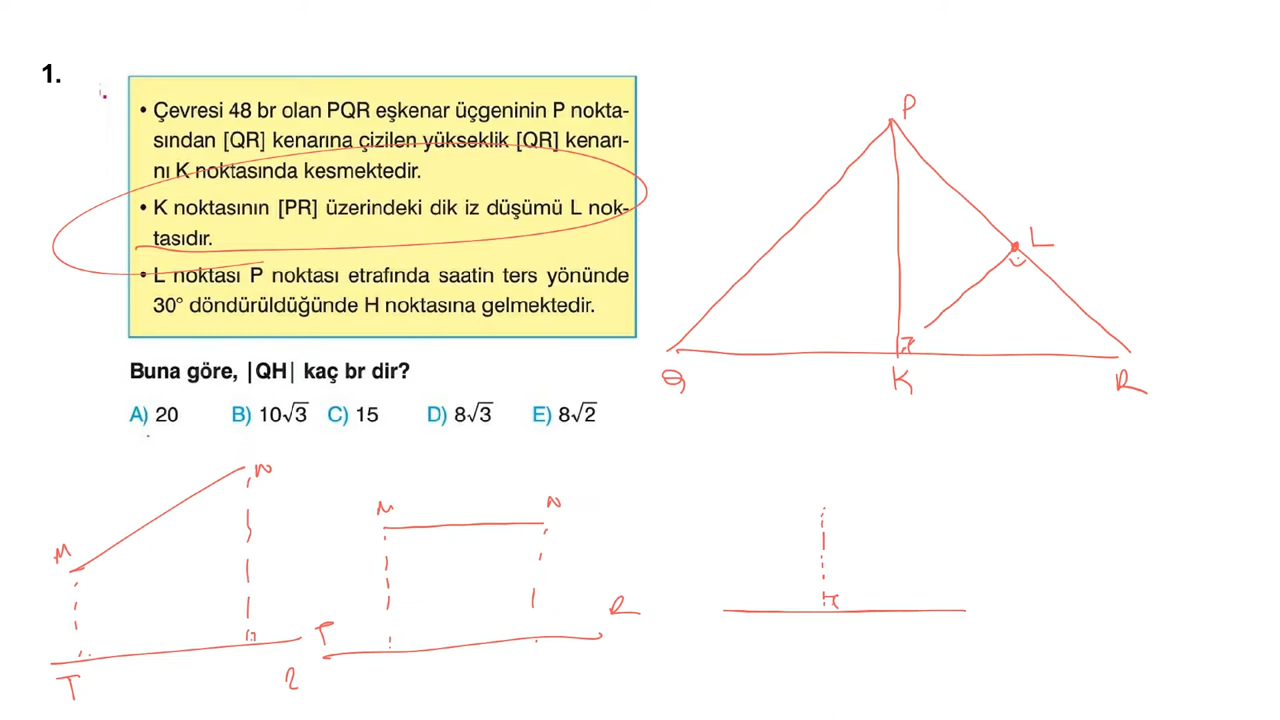 1.
• Çevresi 48 br olan PQR eşkenar üçgeninin P nokta-
sından [QR] kenarına çizilen yükseklik [QR] kenarı-
nı K noktasında kesmektedir.
• K noktasının [PR] üzerindeki dik iz düşümü L nok-
tasıdır.
• L noktası P noktası etrafında saatin ters yönünde
30° döndürüldüğünde H noktasına gelmektedir.
Buna göre, |QH| kaç br dir?
A) 20 B) 10√3 C) 15 D) 8√3 E) 8√2
P
L
Q K R
N
M
T
M N
T R